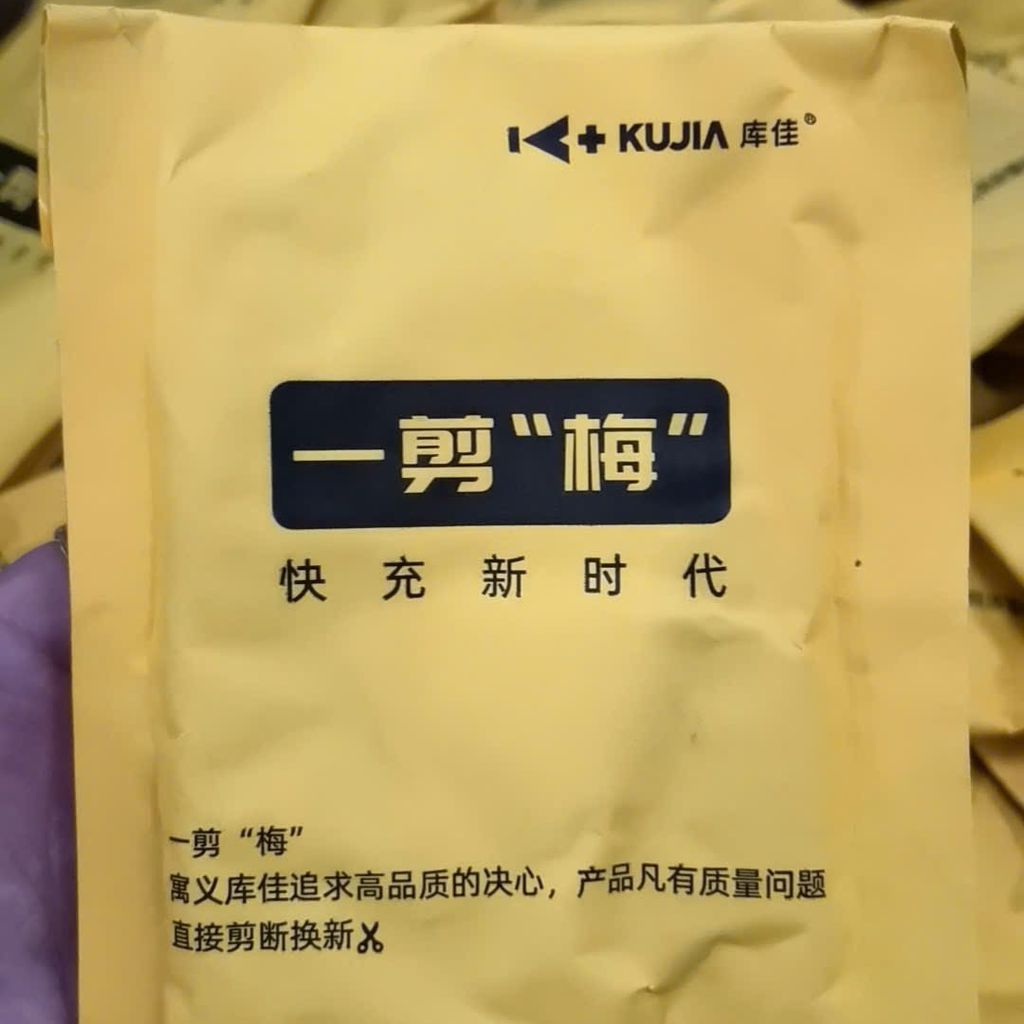 K+ KUJIA 库佳®
一剪“梅”
快充新时代
一剪“梅”
寓义库佳追求高品质的决心，产品凡有质量问题
直接剪断换新